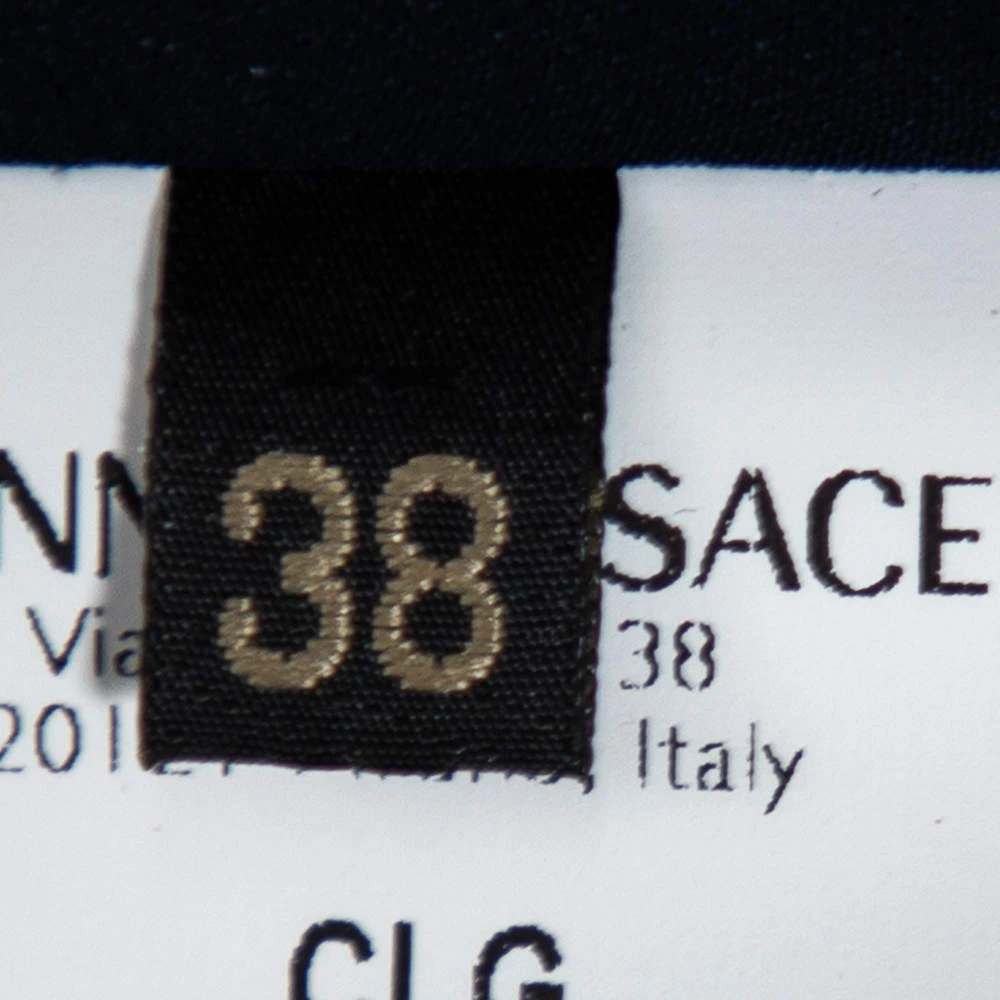 38
NN SACE
Via 38
201 Italy
CLG